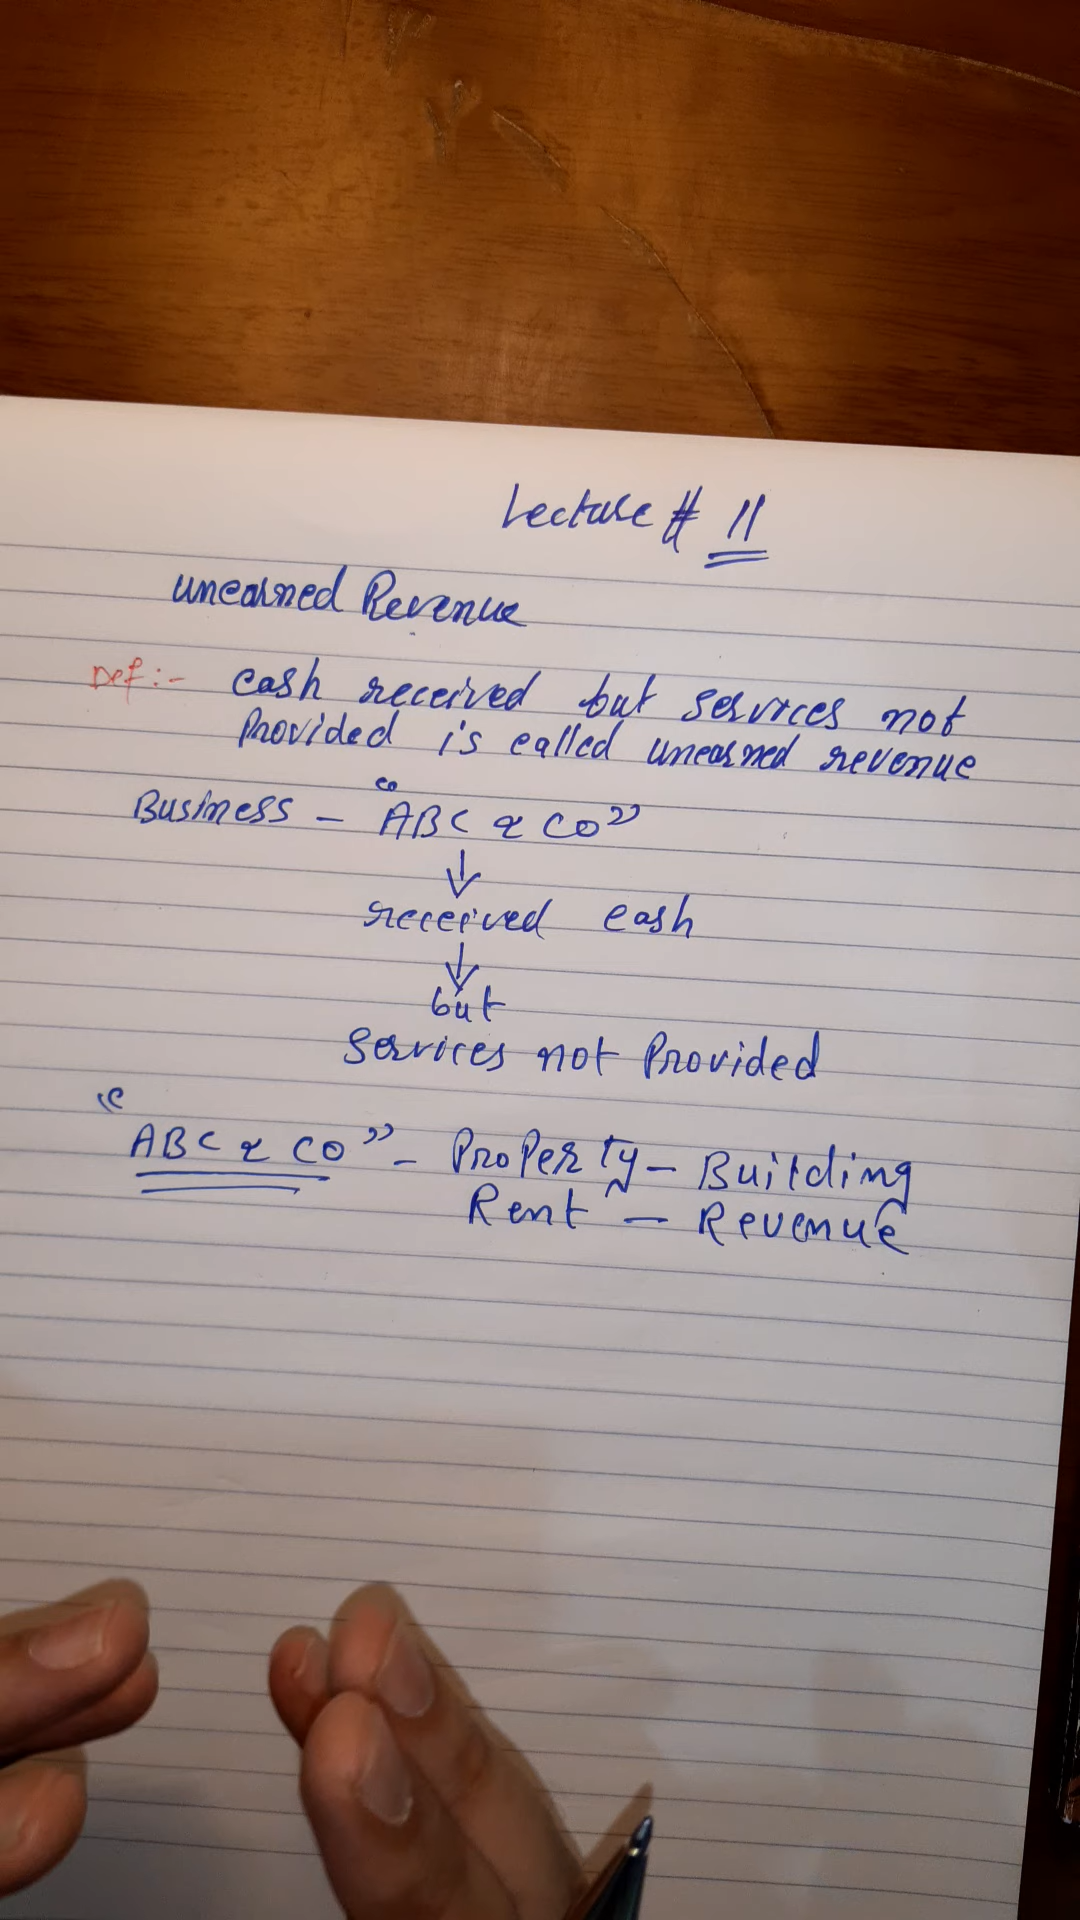 Lecture # 11
unearned Revenue
Def:- cash received but services not
Provided is called unearned revenue
Business - "ABC & CO"
↓
received cash
↓
but
Services not Provided
"ABC & CO" - Property - Building
Rent - Revenue